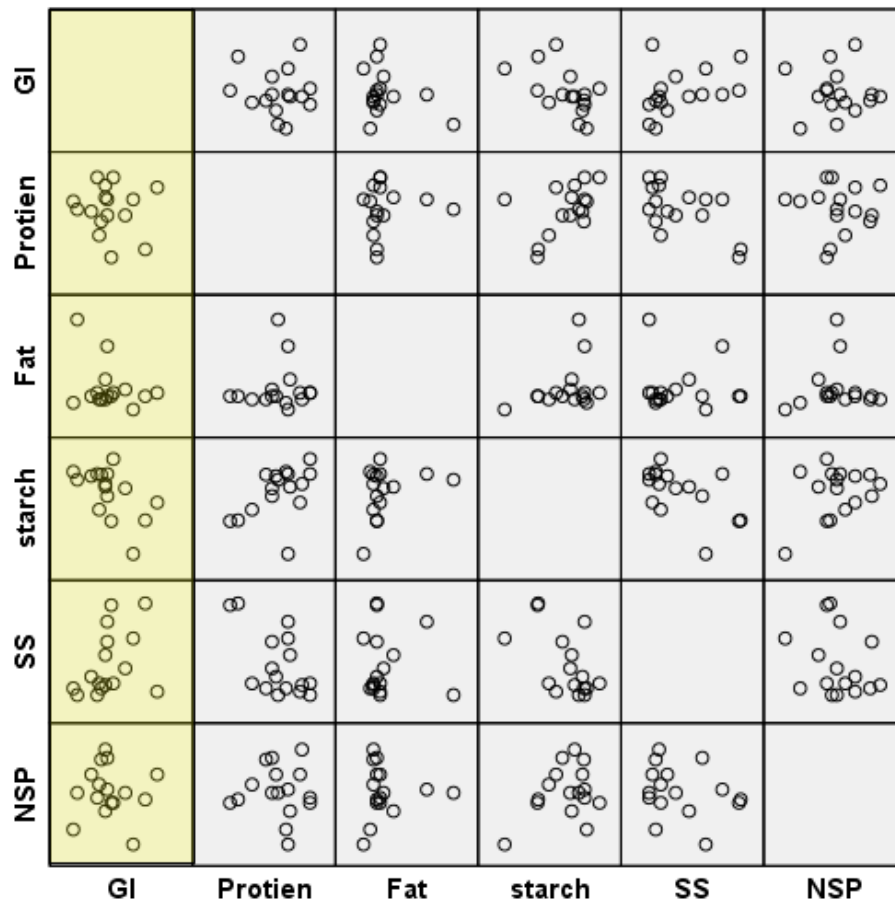 GI
Protien
Fat
starch
SS
NSP
GI Protien Fat starch SS NSP